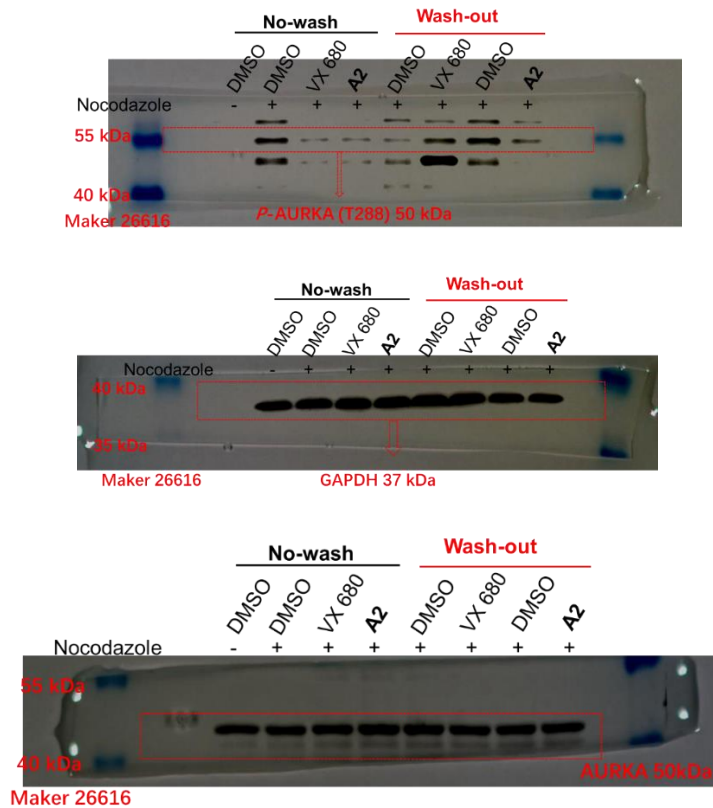 No-wash Wash-out
DMSO DMSO VX 680 A2 DMSO VX 680 DMSO A2
Nocodazole - + + + + + + +
55 kDa
40 kDa
P-AURKA (T288) 50 kDa
Maker 26616
No-wash Wash-out
DMSO DMSO VX 680 A2 DMSO VX 680 DMSO A2
Nocodazole - + + + + + + +
40 kDa
35 kDa
Maker 26616 GAPDH 37 kDa
No-wash Wash-out
DMSO DMSO VX 680 A2 DMSO VX 680 DMSO A2
Nocodazole - + + + + + + +
55 kDa
40 kDa AURKA 50kDa
Maker 26616